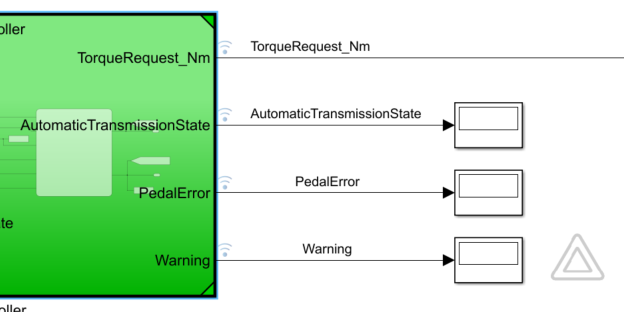 oller
TorqueRequest_Nm
TorqueRequest_Nm
AutomaticTransmissionState
AutomaticTransmissionState
PedalError
PedalError
te
Warning
Warning
oller